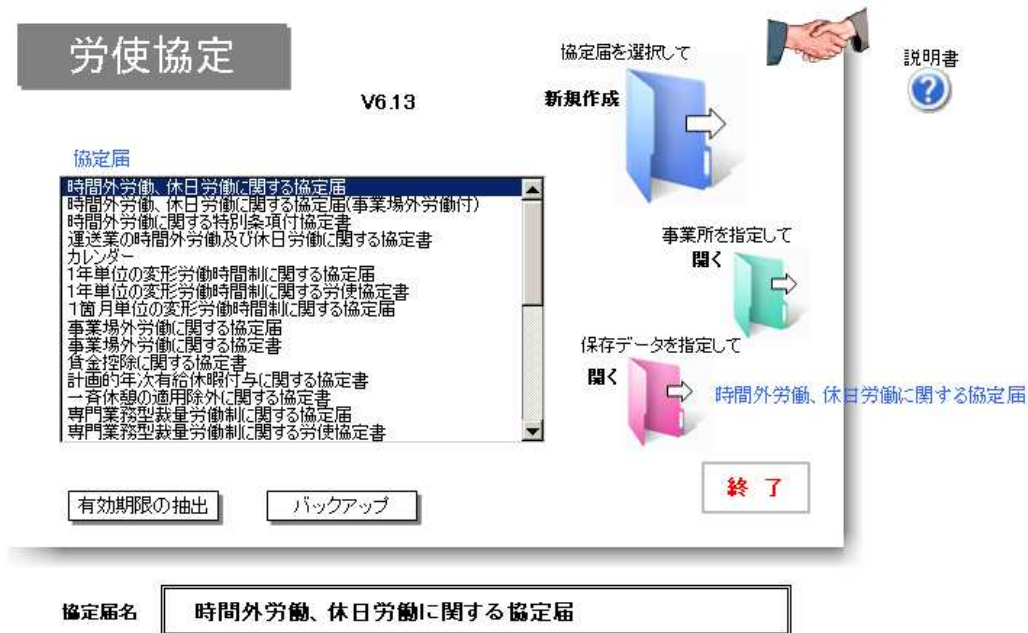 労使協定
V6.13
協定届を選択して
新規作成
説明書
協定届
時間外労働、休日労働に関する協定届
時間外労働、休日労働に関する協定届(事業場外労働付)
時間外労働に関する特別条項付協定書
運送業の時間外労働及び休日労働に関する協定書
カレンダー
1年単位の変形労働時間制に関する協定届
1年単位の変形労働時間制に関する労使協定書
1箇月単位の変形労働時間制に関する協定届
事業場外労働に関する協定届
事業場外労働に関する協定書
賃金控除に関する協定書
計画的年次有給休暇付与に関する協定書
一斉休憩の適用除外に関する協定書
専門業務型裁量労働制に関する協定届
専門業務型裁量労働制に関する労使協定書
事業所を指定して
開く
保存データを指定して
開く
時間外労働、休日労働に関する協定届
有効期限の抽出
バックアップ
終 了
協定届名
時間外労働、休日労働に関する協定届